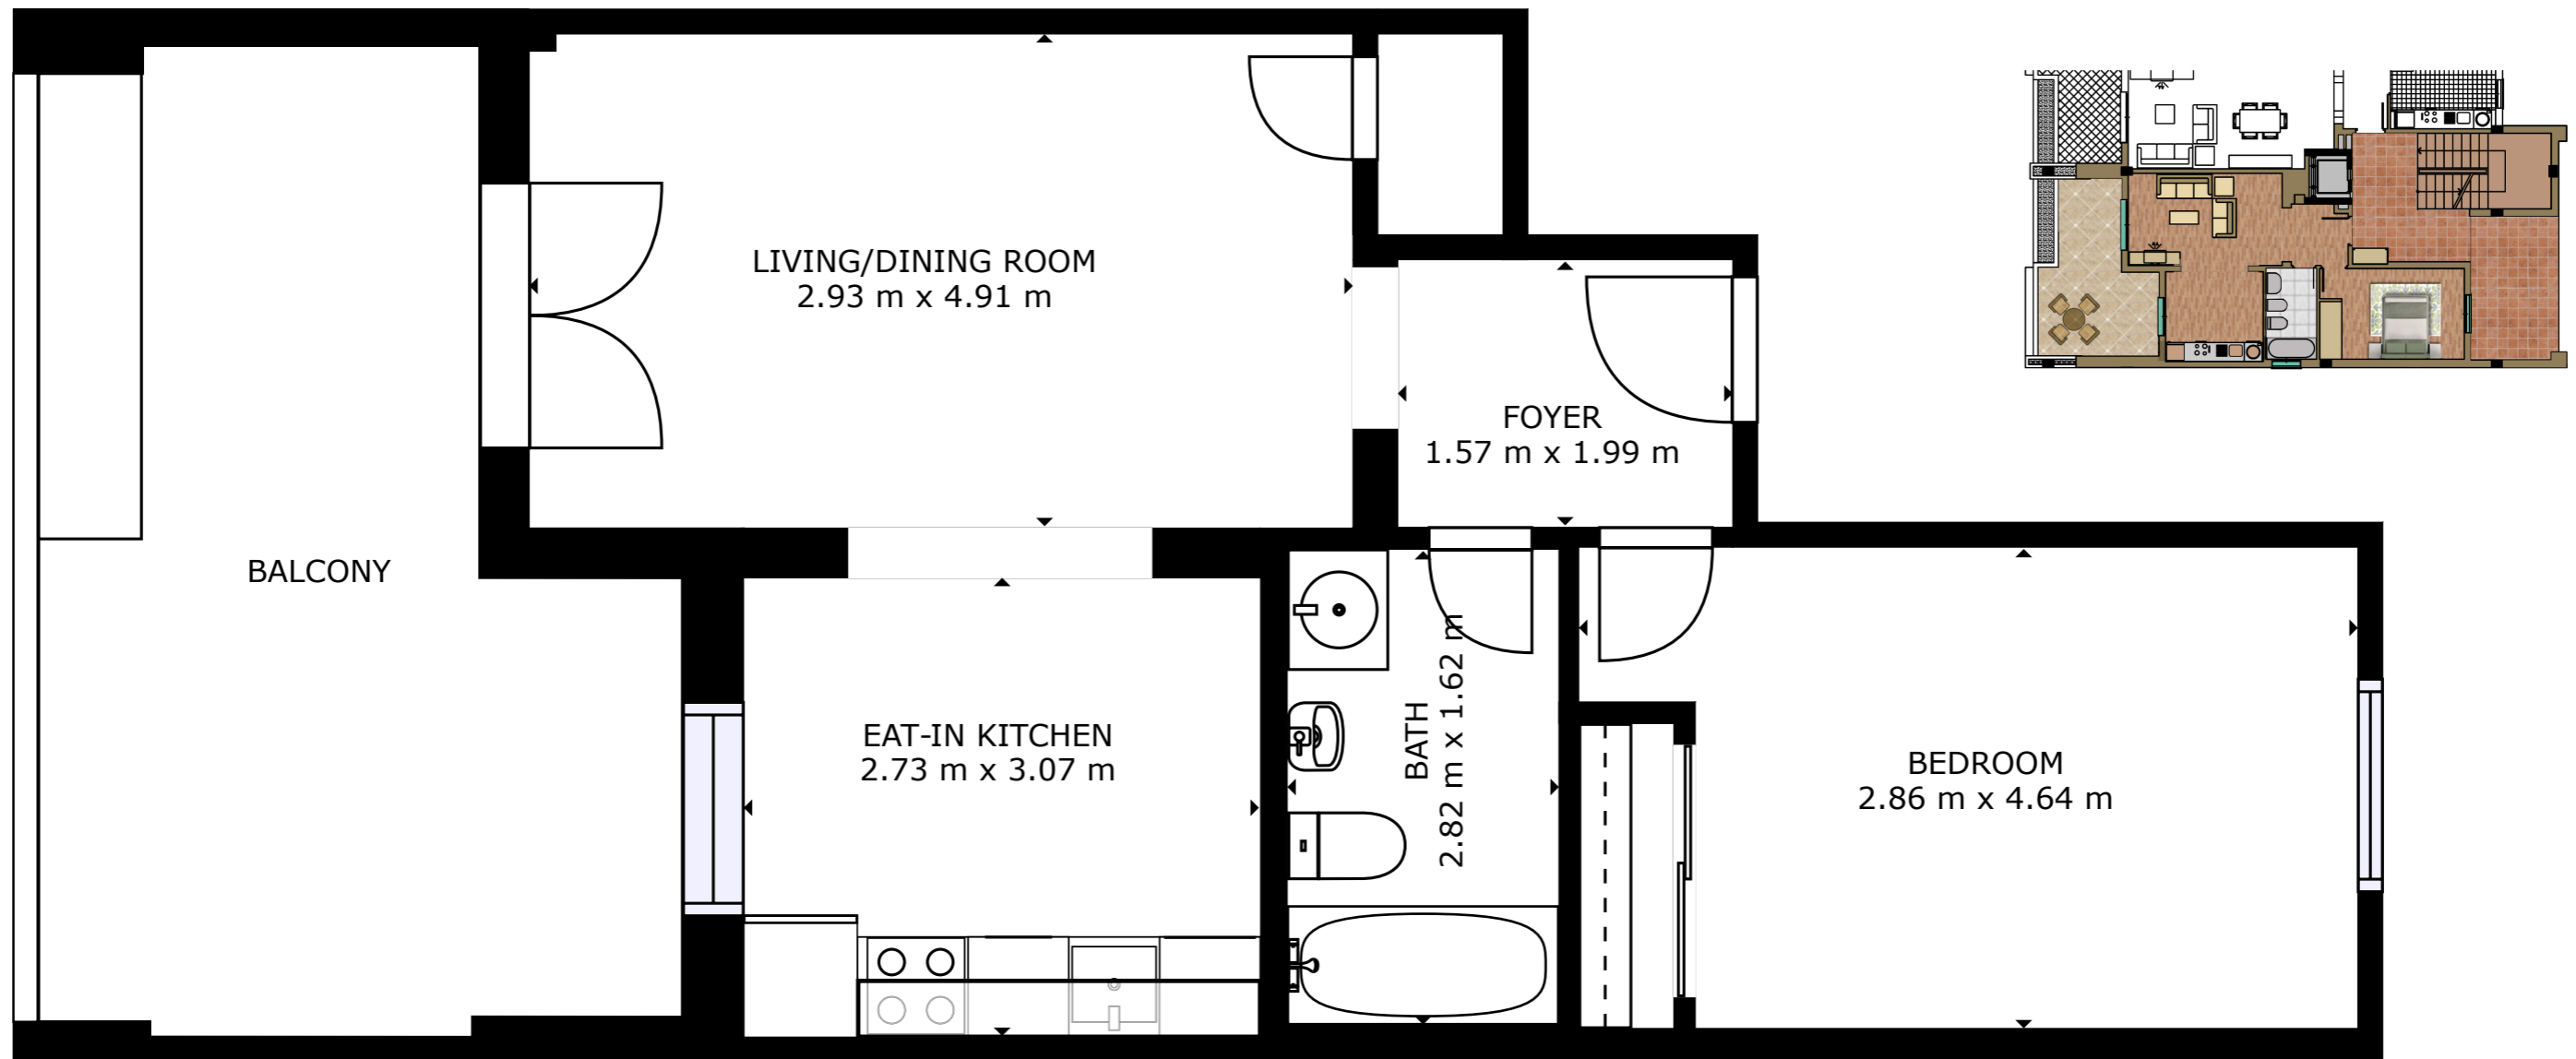 LIVING/DINING ROOM
2.93 m x 4.91 m
FOYER
1.57 m x 1.99 m
BALCONY
EAT-IN KITCHEN
2.73 m x 3.07 m
BATH
2.82 m x 1.62 m
BEDROOM
2.86 m x 4.64 m